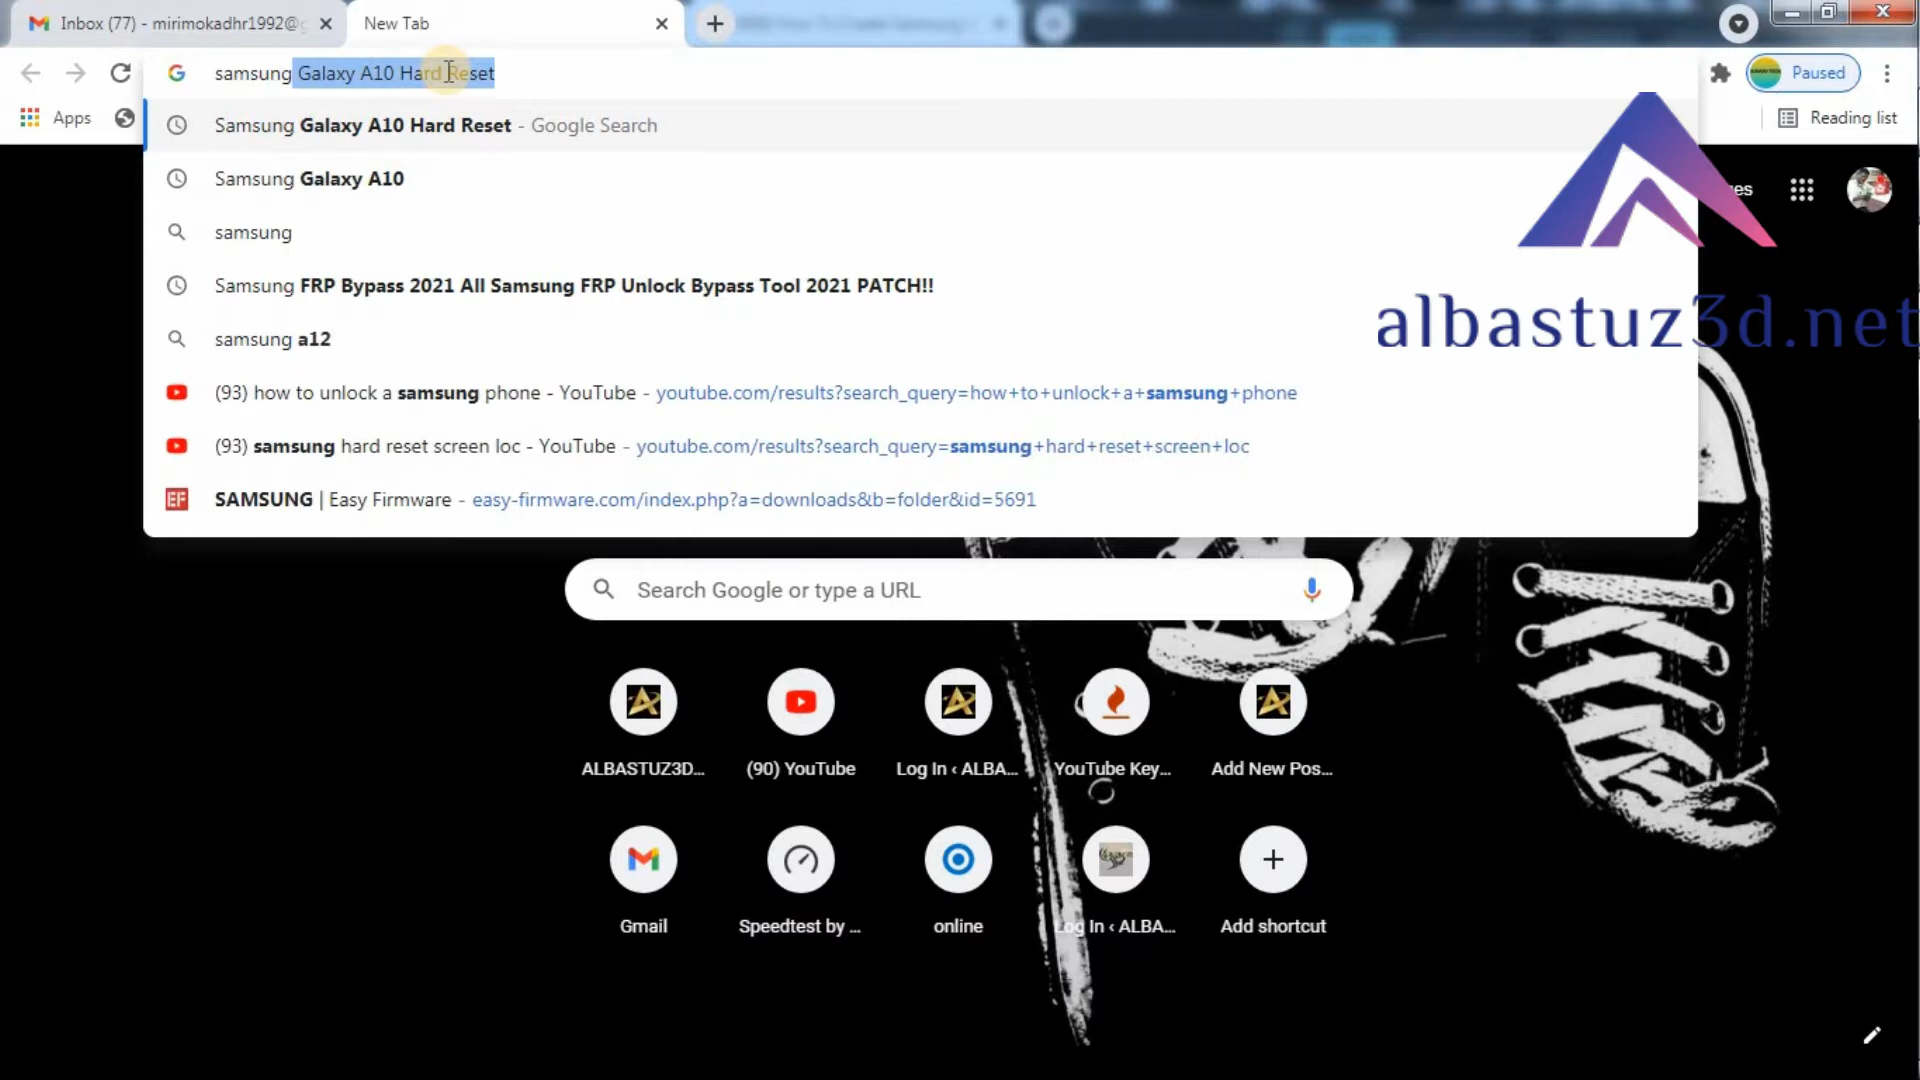 Inbox (77) - mirimokadhr1992@g
New Tab
samsung Galaxy A10 Hard Reset
Paused
Apps
Reading list
Samsung Galaxy A10 Hard Reset - Google Search
Samsung Galaxy A10
samsung
Samsung FRP Bypass 2021 All Samsung FRP Unlock Bypass Tool 2021 PATCH!!
samsung a12
(93) how to unlock a samsung phone - YouTube - youtube.com/results?search_query=how+to+unlock+a+samsung+phone
(93) samsung hard reset screen loc - YouTube - youtube.com/results?search_query=samsung+hard+reset+screen+loc
EF SAMSUNG | Easy Firmware - easy-firmware.com/index.php?a=downloads&b=folder&id=5691
albastuz3d.net
Search Google or type a URL
ALBASTUZ3D...
(90) YouTube
Log In ‹ ALBA...
YouTube Key...
Add New Pos...
Gmail
Speedtest by ...
online
Log In ‹ ALBA...
Add shortcut